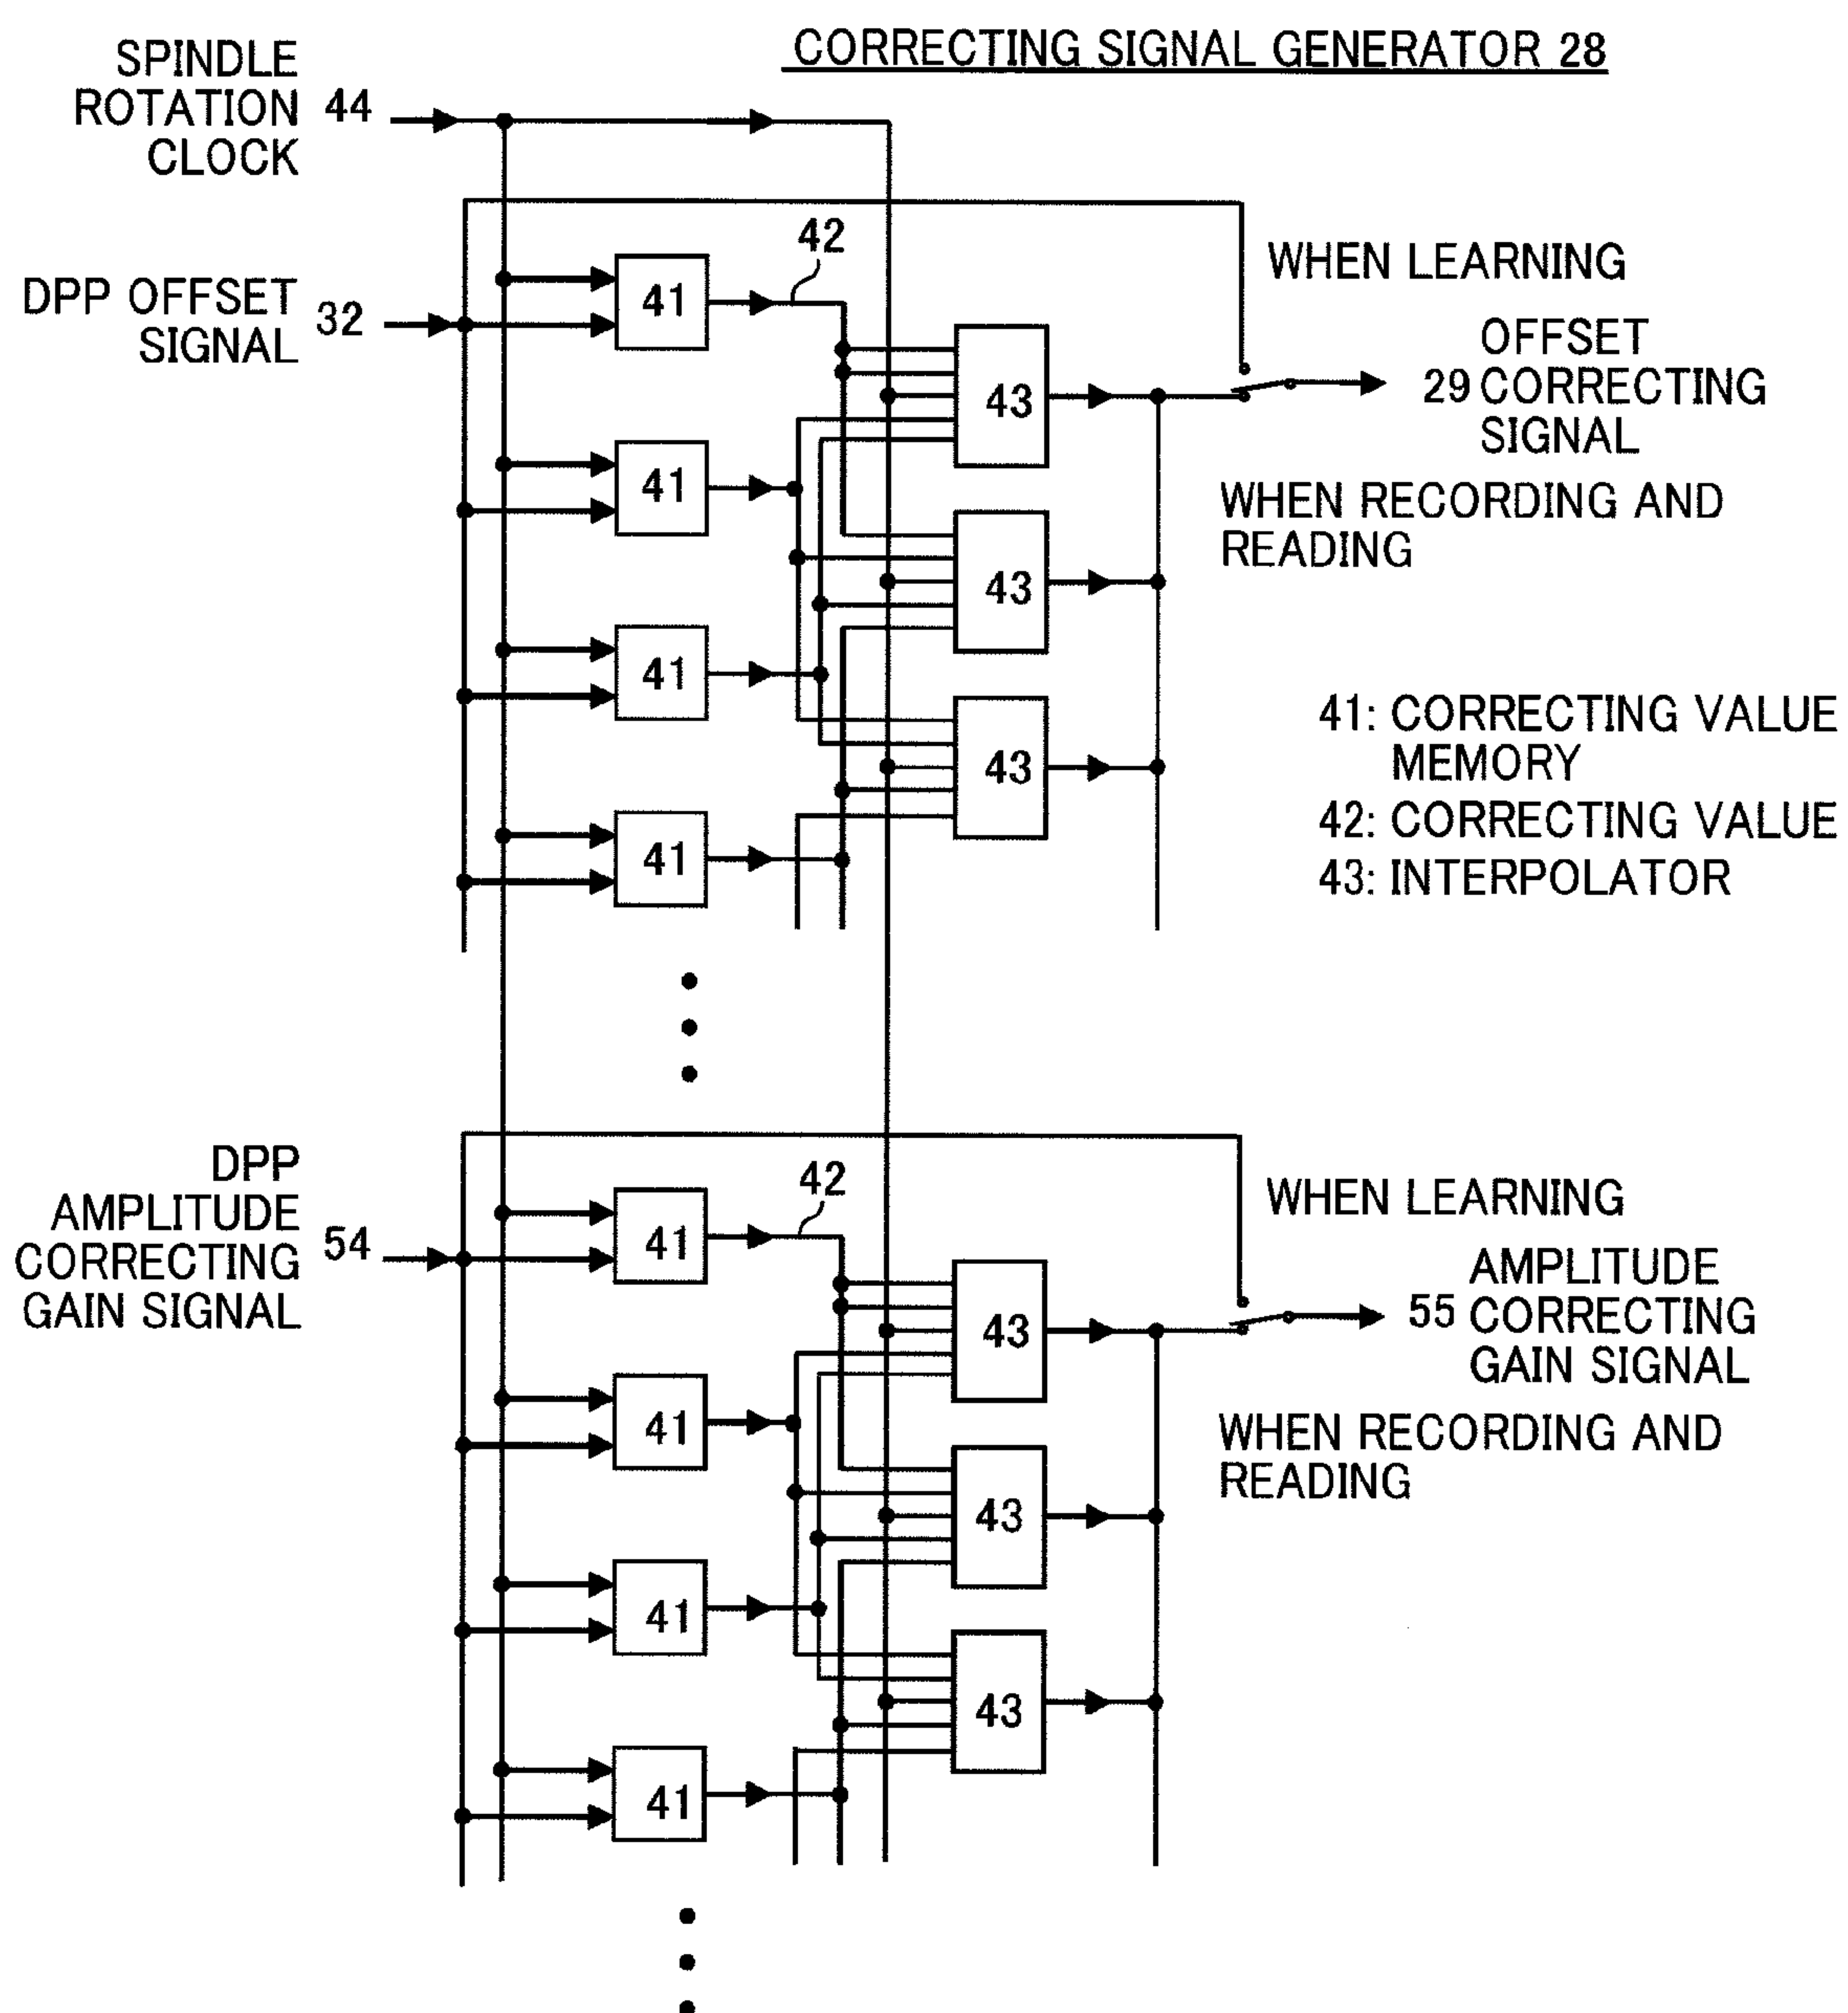 CORRECTING SIGNAL GENERATOR 28
SPINDLE
ROTATION 44
CLOCK
42
WHEN LEARNING
DPP OFFSET 32
SIGNAL
41
43
OFFSET
29 CORRECTING
SIGNAL
41
WHEN RECORDING AND
READING
43
41
43
41: CORRECTING VALUE
MEMORY
42: CORRECTING VALUE
43: INTERPOLATOR
41
DPP
AMPLITUDE
CORRECTING 54
GAIN SIGNAL
42
WHEN LEARNING
41
43
AMPLITUDE
55 CORRECTING
GAIN SIGNAL
41
WHEN RECORDING AND
READING
43
41
43
41